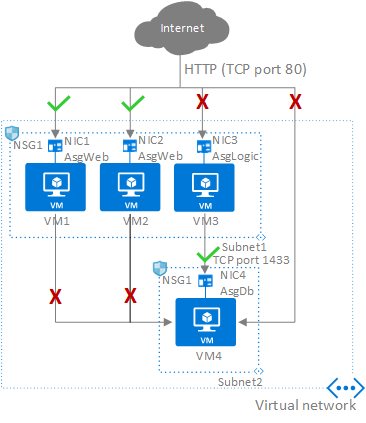 Internet
HTTP (TCP port 80)
NSG1
NIC1
AsgWeb
NIC2
AsgWeb
NIC3
AsgLogic
VM
VM
VM
VM1
VM2
VM3
Subnet1
TCP port 1433
NSG1
NIC4
AsgDb
VM
VM4
Subnet2
Virtual network